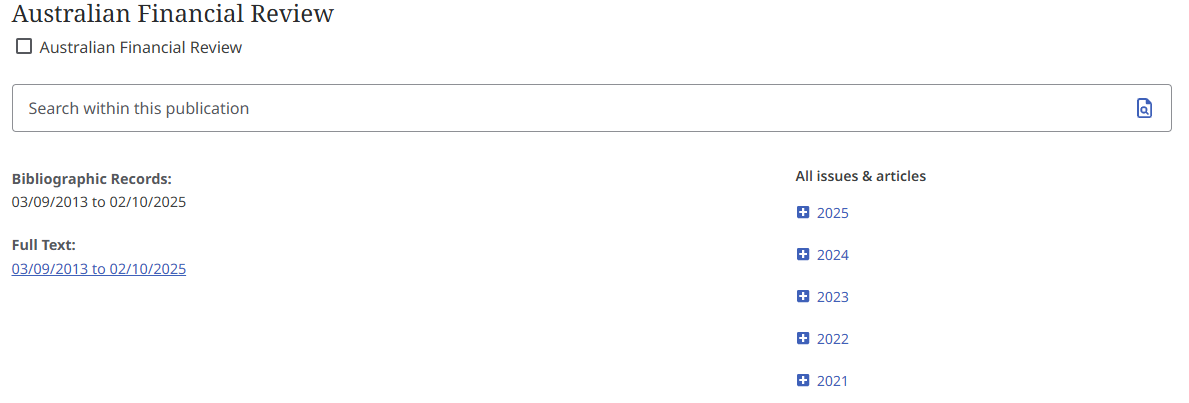 Australian Financial Review
Australian Financial Review
Search within this publication
Bibliographic Records:
03/09/2013 to 02/10/2025
Full Text:
03/09/2013 to 02/10/2025
All issues & articles
2025
2024
2023
2022
2021